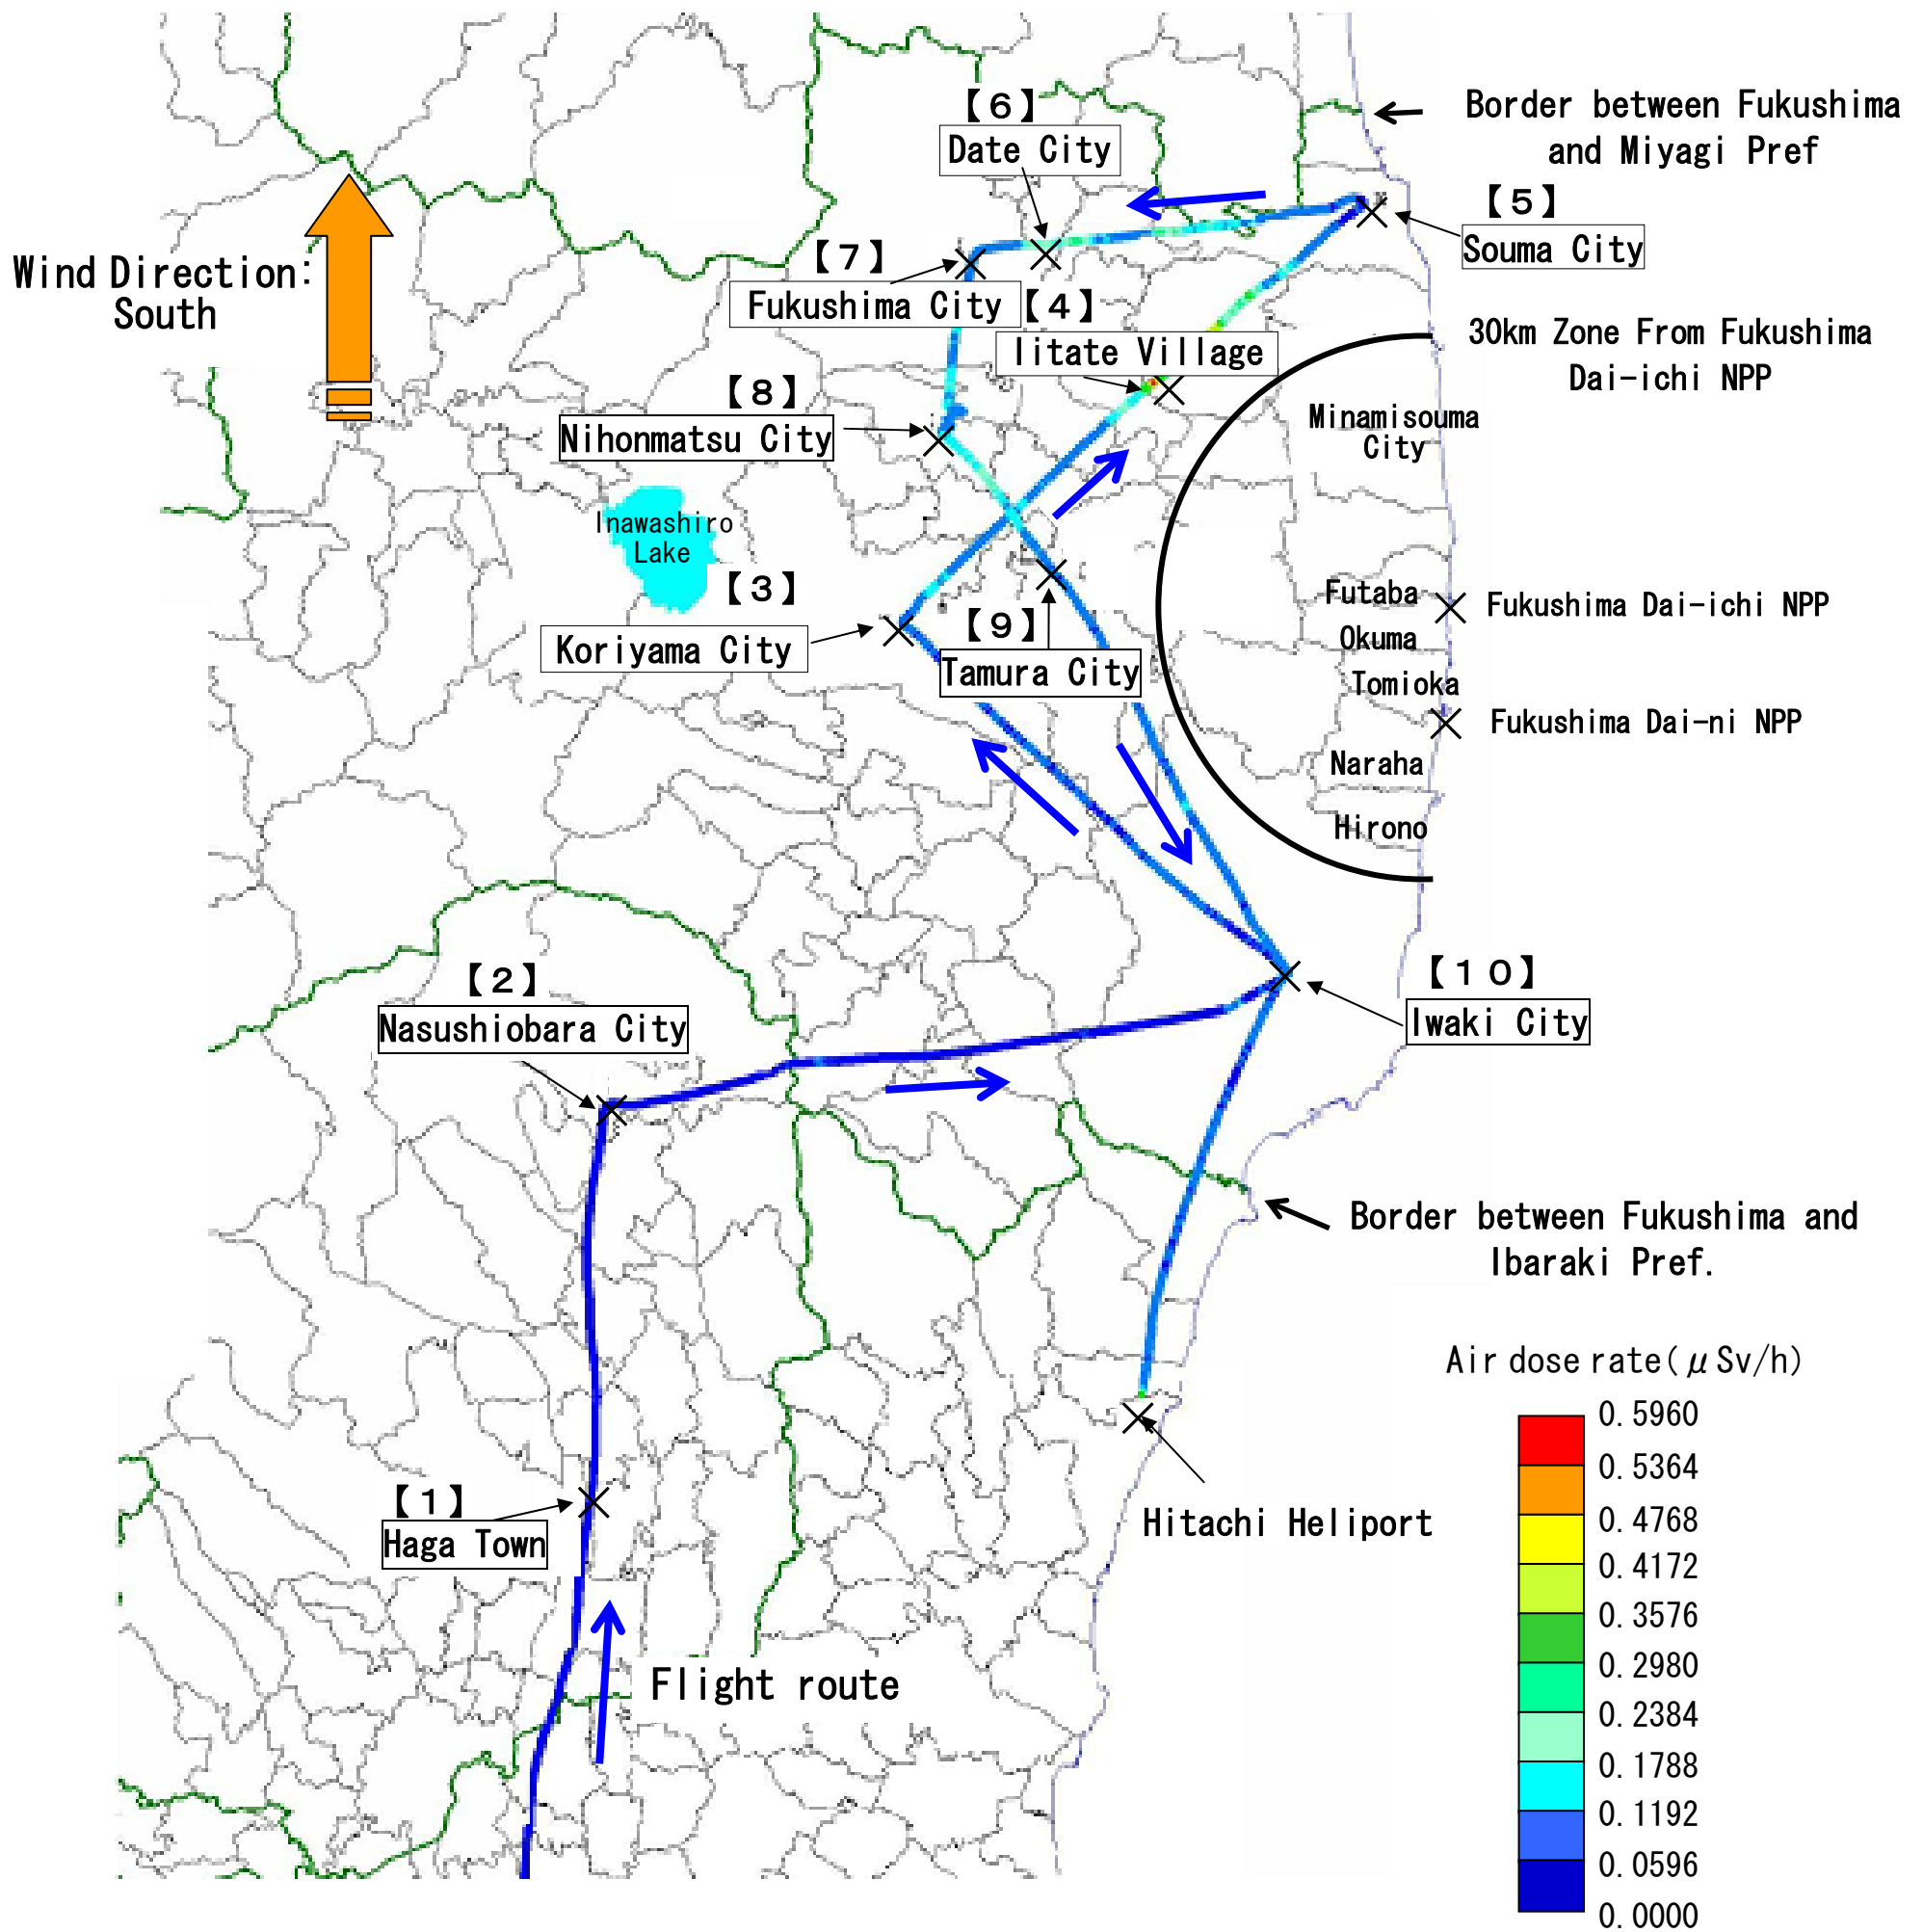 【6】
Date City
Border between Fukushima
and Miyagi Pref
【5】
Souma City
Wind Direction:
South
【7】
Fukushima City
【4】
Iitate Village
30km Zone From Fukushima
Dai-ichi NPP
【8】
Nihonmatsu City
Minamisouma
City
Inawashiro
Lake
【3】
Koriyama City
【9】
Tamura City
Futaba
Fukushima Dai-ichi NPP
Okuma
Tomioka
Fukushima Dai-ni NPP
Naraha
Hirono
【2】
Nasushiobara City
【10】
Iwaki City
Border between Fukushima and
Ibaraki Pref.
【1】
Haga Town
Hitachi Heliport
Flight route
Air dose rate(μSv/h)
0.5960
0.5364
0.4768
0.4172
0.3576
0.2980
0.2384
0.1788
0.1192
0.0596
0.0000